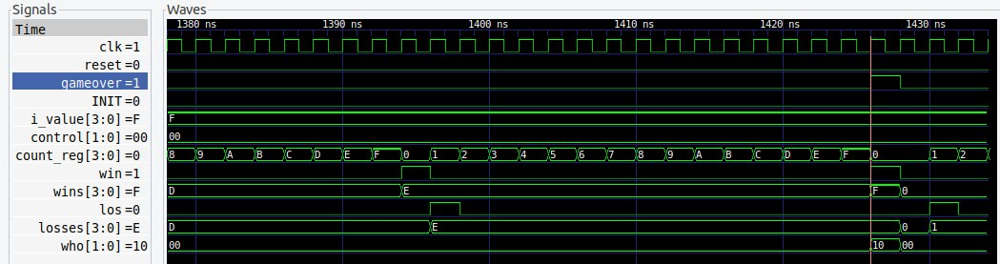 Signals Waves
Time 1380 ns 1390 ns 1400 ns 1410 ns 1420 ns 1430 ns
clk=1
reset=0
gameover=1
INIT=0
i_value[3:0]=F F
control[1:0]=00 00
count_reg[3:0]=0 8 9 A B C D E F 0 1 2 3 4 5 6 7 8 9 A B C D E F 0 1 2
win=1
wins[3:0]=F D E F 0
los=0
losses[3:0]=E D E 0 1
who[1:0]=10 00 10 00